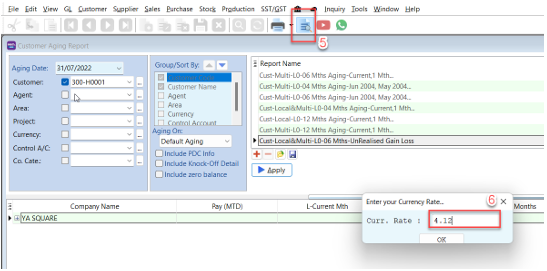 File Edit View GL Customer Supplier Sales Purchase Stock Production SST/GST Inquiry Tools Window Help
5
Customer Aging Report
Aging Date: 31/07/2022
Customer: 300-H0001
Agent:
Area:
Project:
Currency:
Control A/C:
Co. Cate.:
Group/Sort By:
Customer Name
Agent
Area
Currency
Control Account
Aging On:
Default Aging
Include PDC Info
Include Knock-Off Detail
Include zero balance
Report Name
Cust-Multi-L0-06 Mths Aging-Current,1 Mth...
Cust-Multi-L0-04 Mths Aging-Jun 2004, May 2004...
Cust-Multi-L0-06 Mths Aging-Jun 2004, May 2004...
Cust-Multi-L0-04 Mths Aging-Current,1 Mth...
Cust-Multi-L0-12 Mths Aging-Current,1 Mth...
Cust-Local-L0-06 Mths Aging-Current,1 Mth...
Cust-Local&Multi-L0-06 Mths-UnRealised Gain Loss
Apply
Company Name Pay (MTD) L-Current Mth Months
YA SQUARE
Enter your Currency Rate..
6
Curr. Rate : 4.12
OK